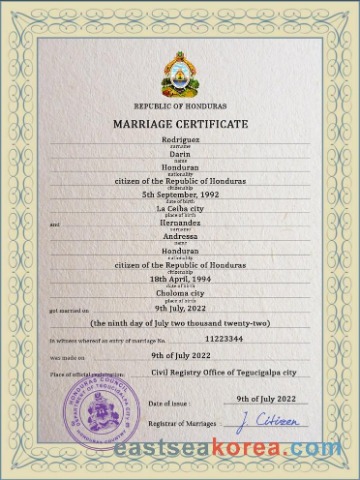 REPUBLIC OF HONDURAS
MARRIAGE CERTIFICATE
Rodriguez
surname
Darin
name
Honduran
nationality
citizen of the Republic of Honduras
citizenship
5th September, 1992
date of birth
La Ceiba city
place of birth
and Hernandez
surname
Andressa
name
Honduran
nationality
citizen of the Republic of Honduras
citizenship
18th April, 1994
date of birth
Choloma city
place of birth
got married on 9th July, 2022
(the ninth day of July two thousand twenty-two)
in witness whereof an entry of marriage No. 11223344
was made on 9th of July 2022
Place of official registration: Civil Registry Office of Tegucigalpa city
HONDURAS COUNCIL
DEPARTMENT OF TEGUCIGALPA CITY
HONDURAS COUNTRY
Date of issue : 9th of July 2022
Registrar of Marriages : J. Citizen
eastseakorea.com